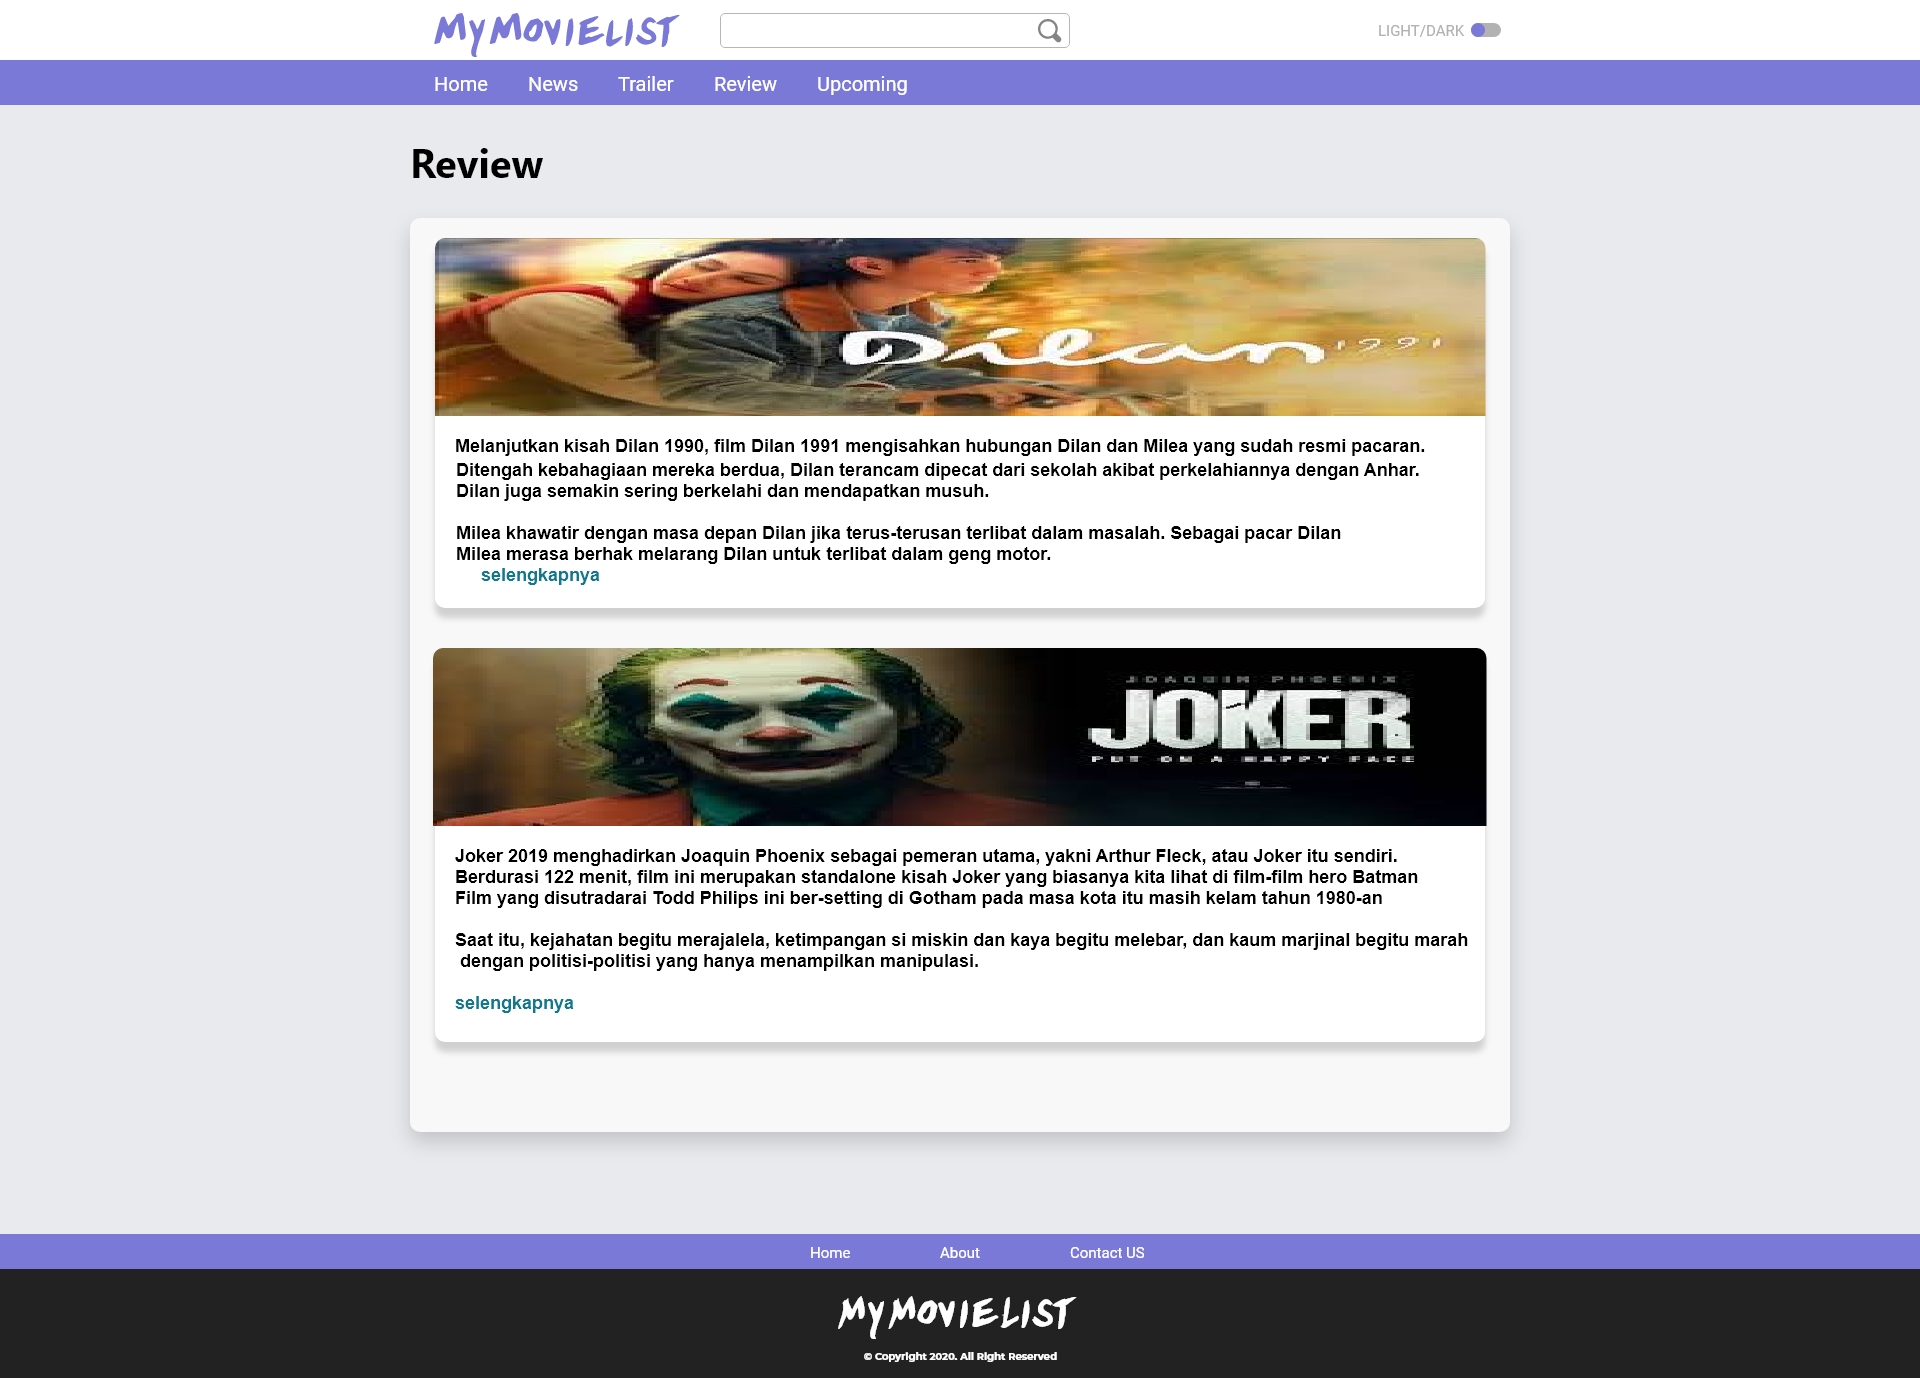 MyMovieList
LIGHT/DARK
Home News Trailer Review Upcoming
Review
Dilan 1991
Melanjutkan kisah Dilan 1990, film Dilan 1991 mengisahkan hubungan Dilan dan Milea yang sudah resmi pacaran.
Ditengah kebahagiaan mereka berdua, Dilan terancam dipecat dari sekolah akibat perkelahiannya dengan Anhar.
Dilan juga semakin sering berkelahi dan mendapatkan musuh.
Milea khawatir dengan masa depan Dilan jika terus-terusan terlibat dalam masalah. Sebagai pacar Dilan
Milea merasa berhak melarang Dilan untuk terlibat dalam geng motor.
selengkapnya
JOAQUIN PHOENIX
JOKER
PUT ON A HAPPY FACE
Joker 2019 menghadirkan Joaquin Phoenix sebagai pemeran utama, yakni Arthur Fleck, atau Joker itu sendiri.
Berdurasi 122 menit, film ini merupakan standalone kisah Joker yang biasanya kita lihat di film-film hero Batman
Film yang disutradarai Todd Philips ini ber-setting di Gotham pada masa kota itu masih kelam tahun 1980-an
Saat itu, kejahatan begitu merajalela, ketimpangan si miskin dan kaya begitu melebar, dan kaum marjinal begitu marah
dengan politisi-politisi yang hanya menampilkan manipulasi.
selengkapnya
Home About Contact US
MyMovieList
© Copyright 2020. All Right Reserved